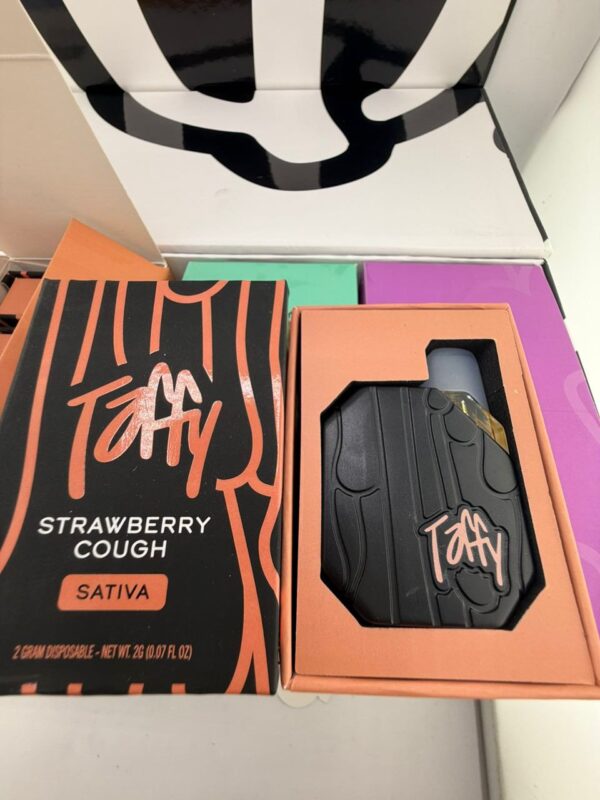 Taffy
STRAWBERRY
COUGH
SATIVA
2 GRAM DISPOSABLE - NET WT. 2G (0.07 FL OZ)
Taffy